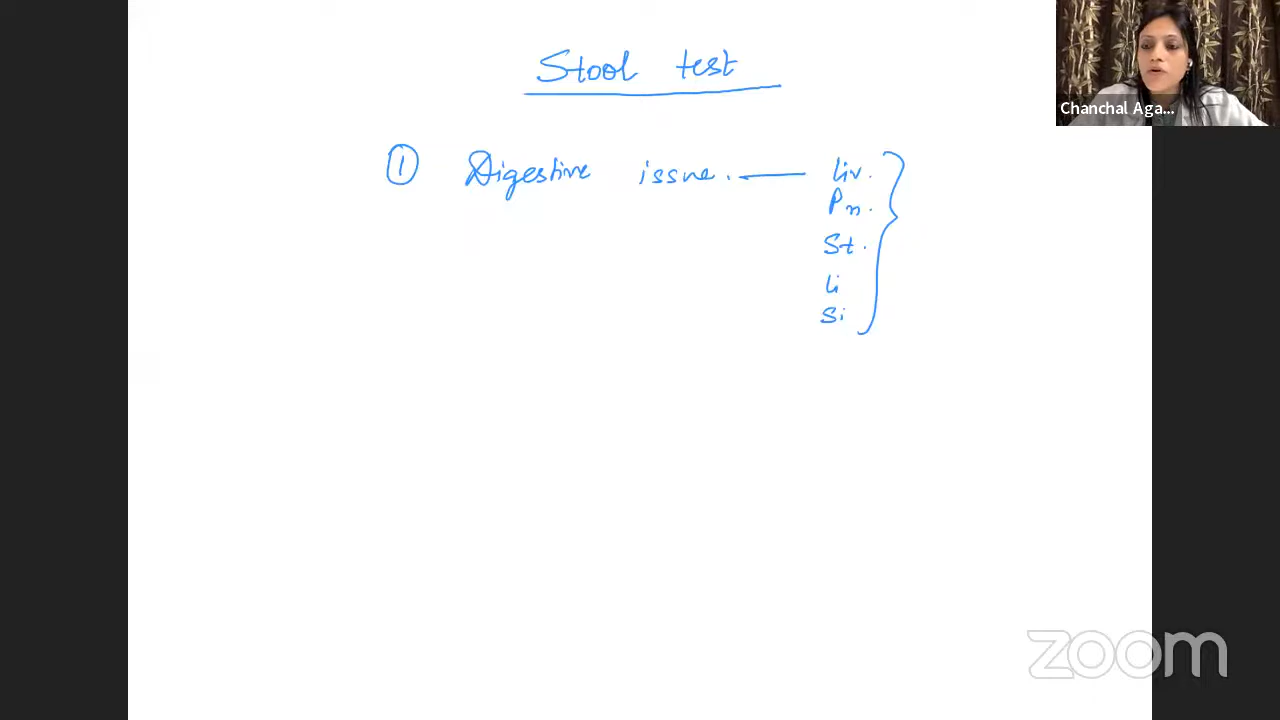 Stool test
Chanchal Aga...
① Digestive issue. — Liv.
Pn.
St.
Li
Si
zoom